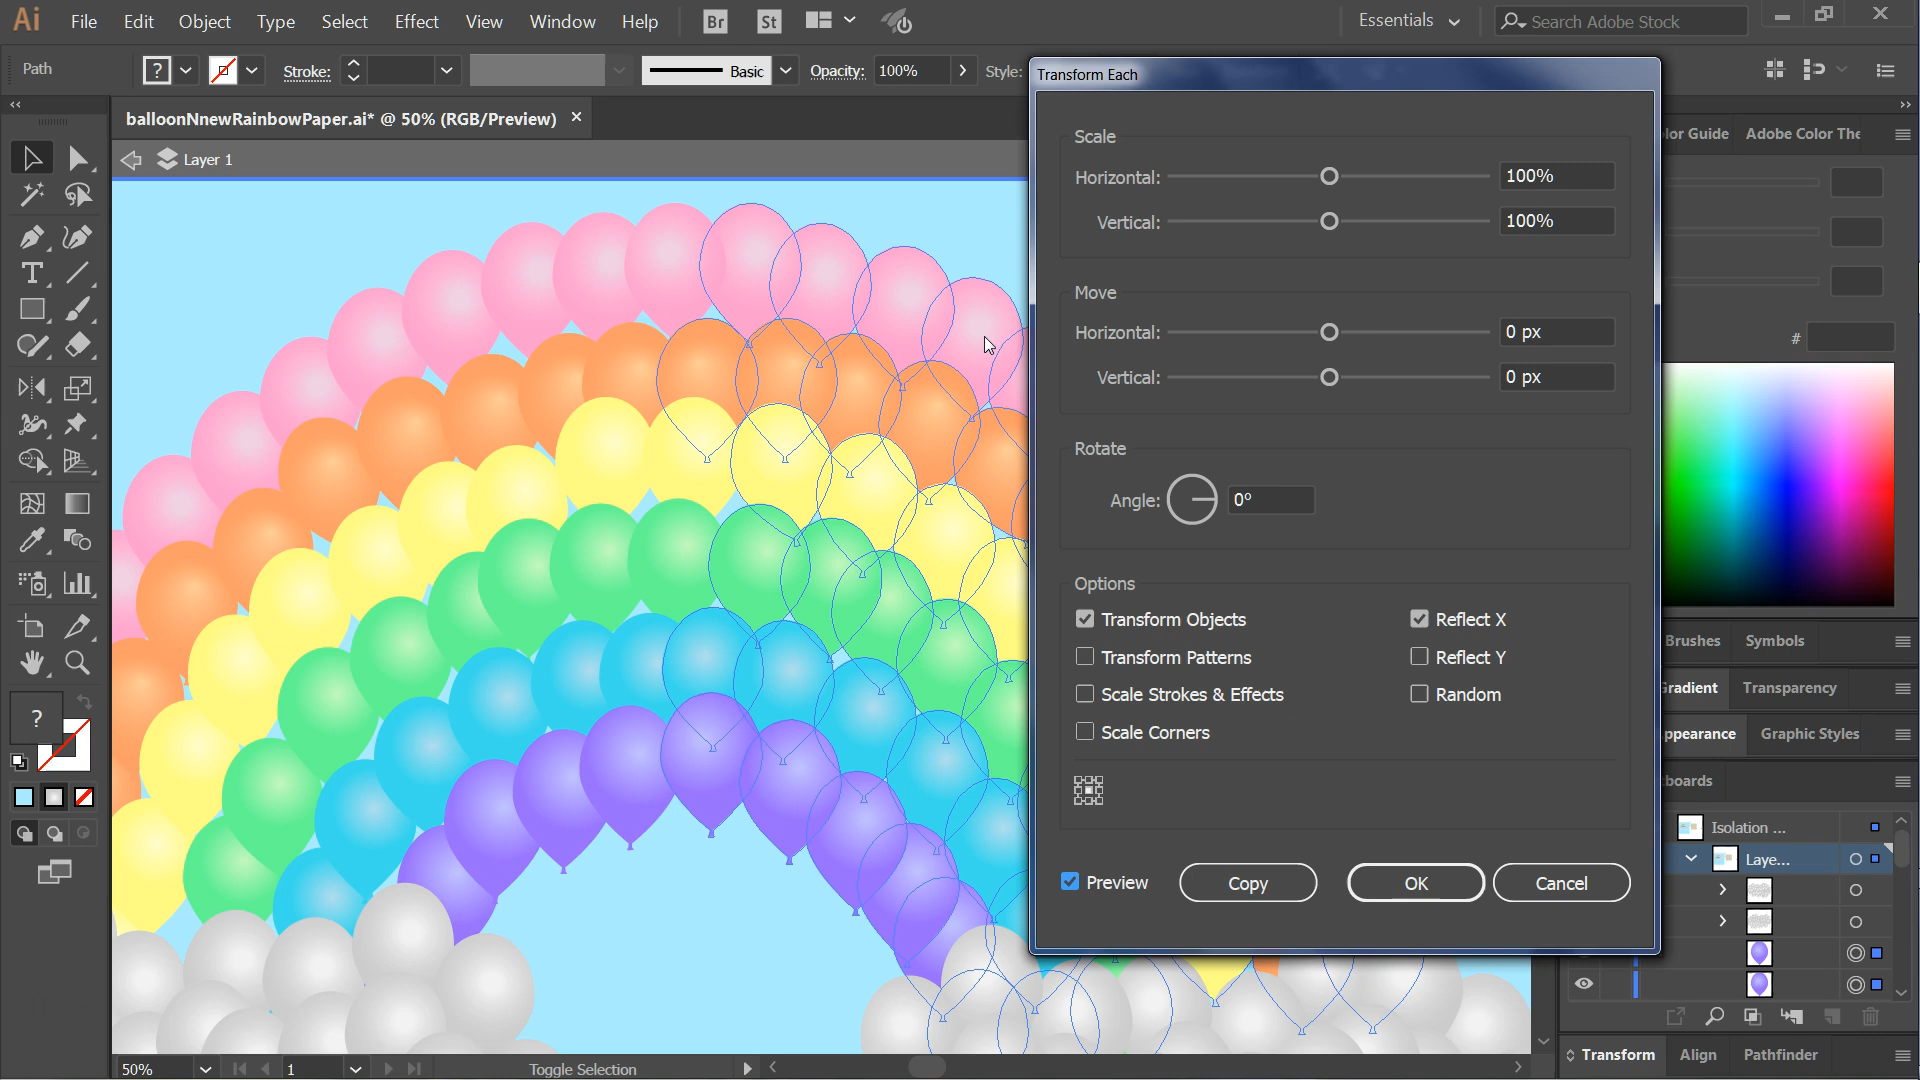 Ai File Edit Object Type Select Effect View Window Help Br St Essentials Search Adobe Stock
Path ? Stroke: Basic Opacity: 100% Style:
Transform Each
balloonNnewRainbowPaper.ai* @ 50% (RGB/Preview) ×
Layer 1
Scale
Horizontal: 100%
Vertical: 100%
Move
Horizontal: 0 px
Vertical: 0 px
Rotate
Angle: 0°
Options
Transform Objects
Reflect X
Transform Patterns
Reflect Y
Scale Strokes & Effects
Random
Scale Corners
Preview Copy OK Cancel
lor Guide Adobe Color The
#
Brushes Symbols
Gradient Transparency
ppearance Graphic Styles
boards
Isolation ...
Laye...
T
?
50% 1 Toggle Selection
Transform Align Pathfinder